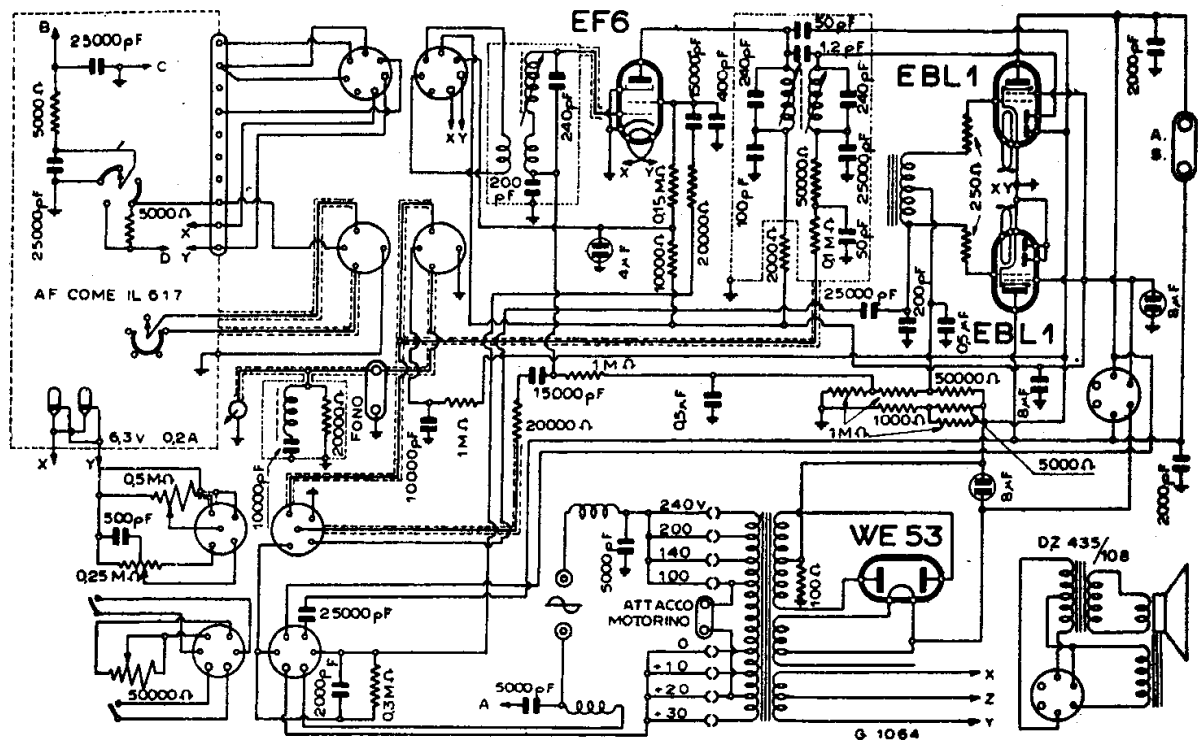 B
25000pF
C
5000Ω
25000pF
5000Ω
X
D
Y
AF COME IL 617
6,3V 0,2A
X
Y
0,5MΩ
500pF
0,25MΩ
50000Ω
X Y
200 pF
240pF
EF6
X
Y
15000pF
400pF
0,15MΩ
10000Ω
20000Ω
4µF
50pF
1.2pF
240pF
240pF
100pF
50000Ω
25000pF
2000Ω
0,1MΩ
50pF
EBL1
250Ω
X Y
EBL1
2000pF
A.
S.
8µF
25000pF
200pF
0,5µF
8µF
10000pF
20000Ω
FONO
10000pF
1MΩ
15000pF
1MΩ
20000Ω
0,5µF
50000Ω
1000Ω
1MΩ
5000Ω
8µF
2000pF
25000pF
2000pF
0,3MΩ
5000pF
A
5000pF
240V
200
140
100
ATTACCO
MOTORINO
0
+10
+20
+30
100Ω
WE 53
X
Z
Y
G 1064
DZ 435/108